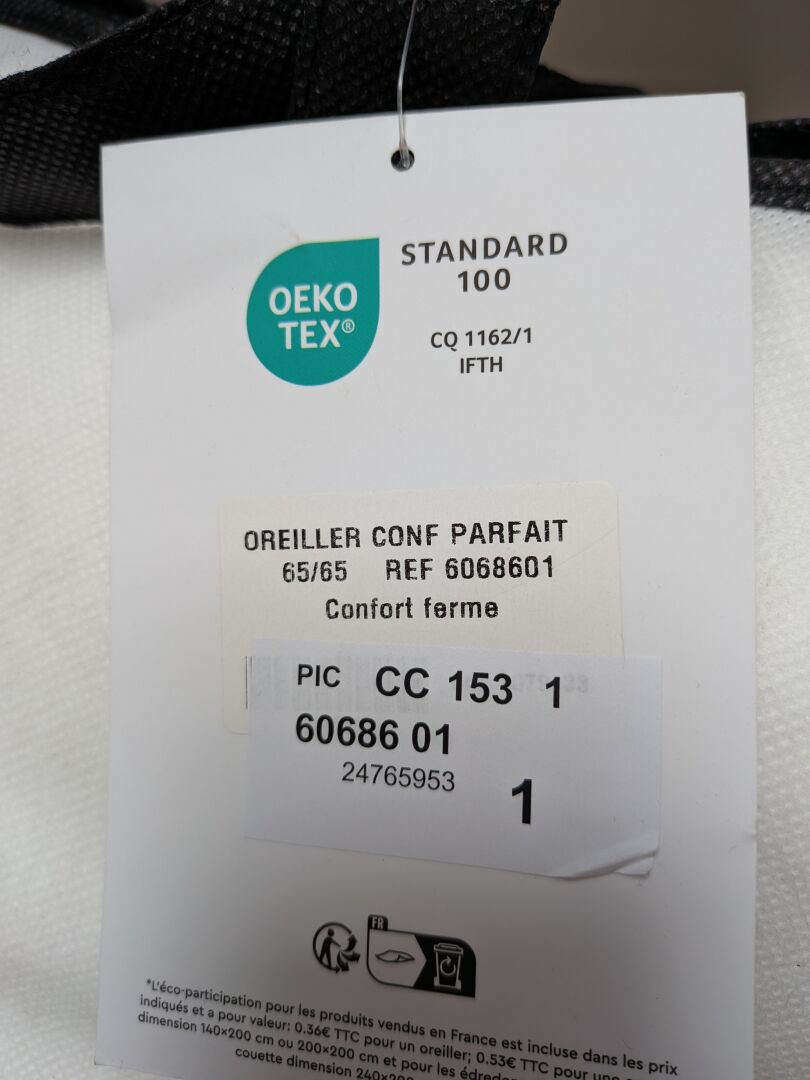 OEKO
TEX®
STANDARD
100
CQ 1162/1
IFTH
OREILLER CONF PARFAIT
65/65 REF 6068601
Confort ferme
PIC CC 153 1
60686 01
24765953
1
FR
*L'éco-participation pour les produits vendus en France est incluse dans les prix
indiqués et a pour valeur: 0.36€ TTC pour un oreiller; 0.53€ TTC pour une
dimension 140×200 cm ou 200×200 cm et pour les édredons
couette dimension